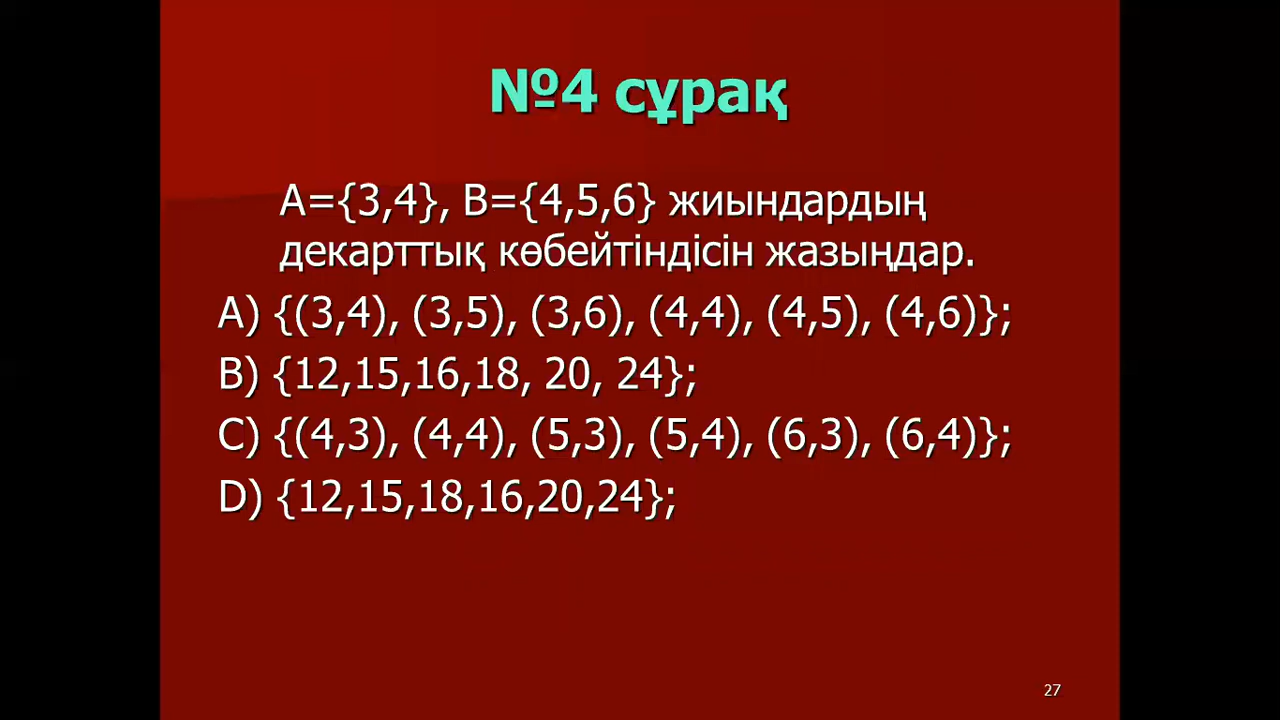 №4 сұрақ
А={3,4}, В={4,5,6} жиындардың
декарттық көбейтіндісін жазыңдар.
А) {(3,4), (3,5), (3,6), (4,4), (4,5), (4,6)};
В) {12,15,16,18, 20, 24};
С) {(4,3), (4,4), (5,3), (5,4), (6,3), (6,4)};
D) {12,15,18,16,20,24};
27